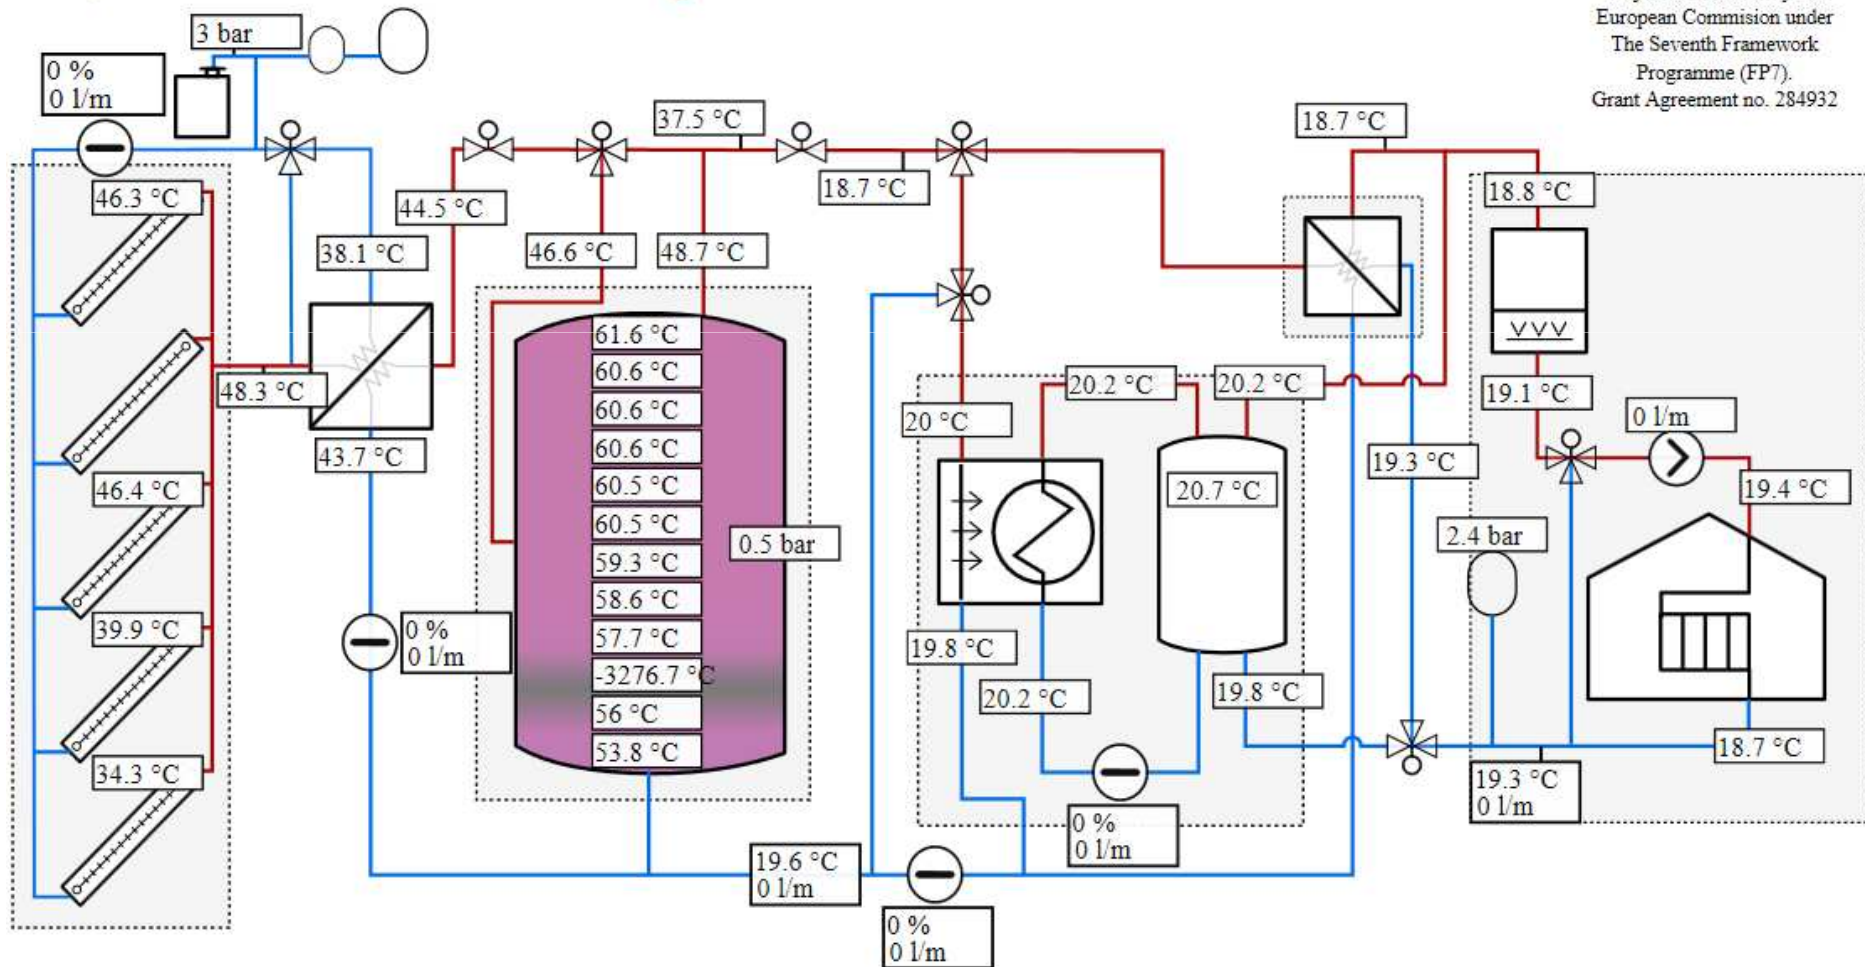 European Commision under
The Seventh Framework
Programme (FP7).
Grant Agreement no. 284932
3 bar
0 %
0 l/m
37.5 °C
18.7 °C
46.3 °C
44.5 °C
18.7 °C
18.8 °C
38.1 °C
46.6 °C
48.7 °C
61.6 °C
60.6 °C
60.6 °C
60.6 °C
60.5 °C
60.5 °C
59.3 °C
58.6 °C
57.7 °C
-3276.7 °C
56 °C
53.8 °C
0.5 bar
48.3 °C
43.7 °C
46.4 °C
39.9 °C
34.3 °C
0 %
0 l/m
20.2 °C
20.2 °C
20 °C
20.7 °C
19.8 °C
20.2 °C
19.8 °C
0 %
0 l/m
19.6 °C
0 l/m
0 %
0 l/m
19.1 °C
0 l/m
19.3 °C
19.4 °C
2.4 bar
18.7 °C
19.3 °C
0 l/m